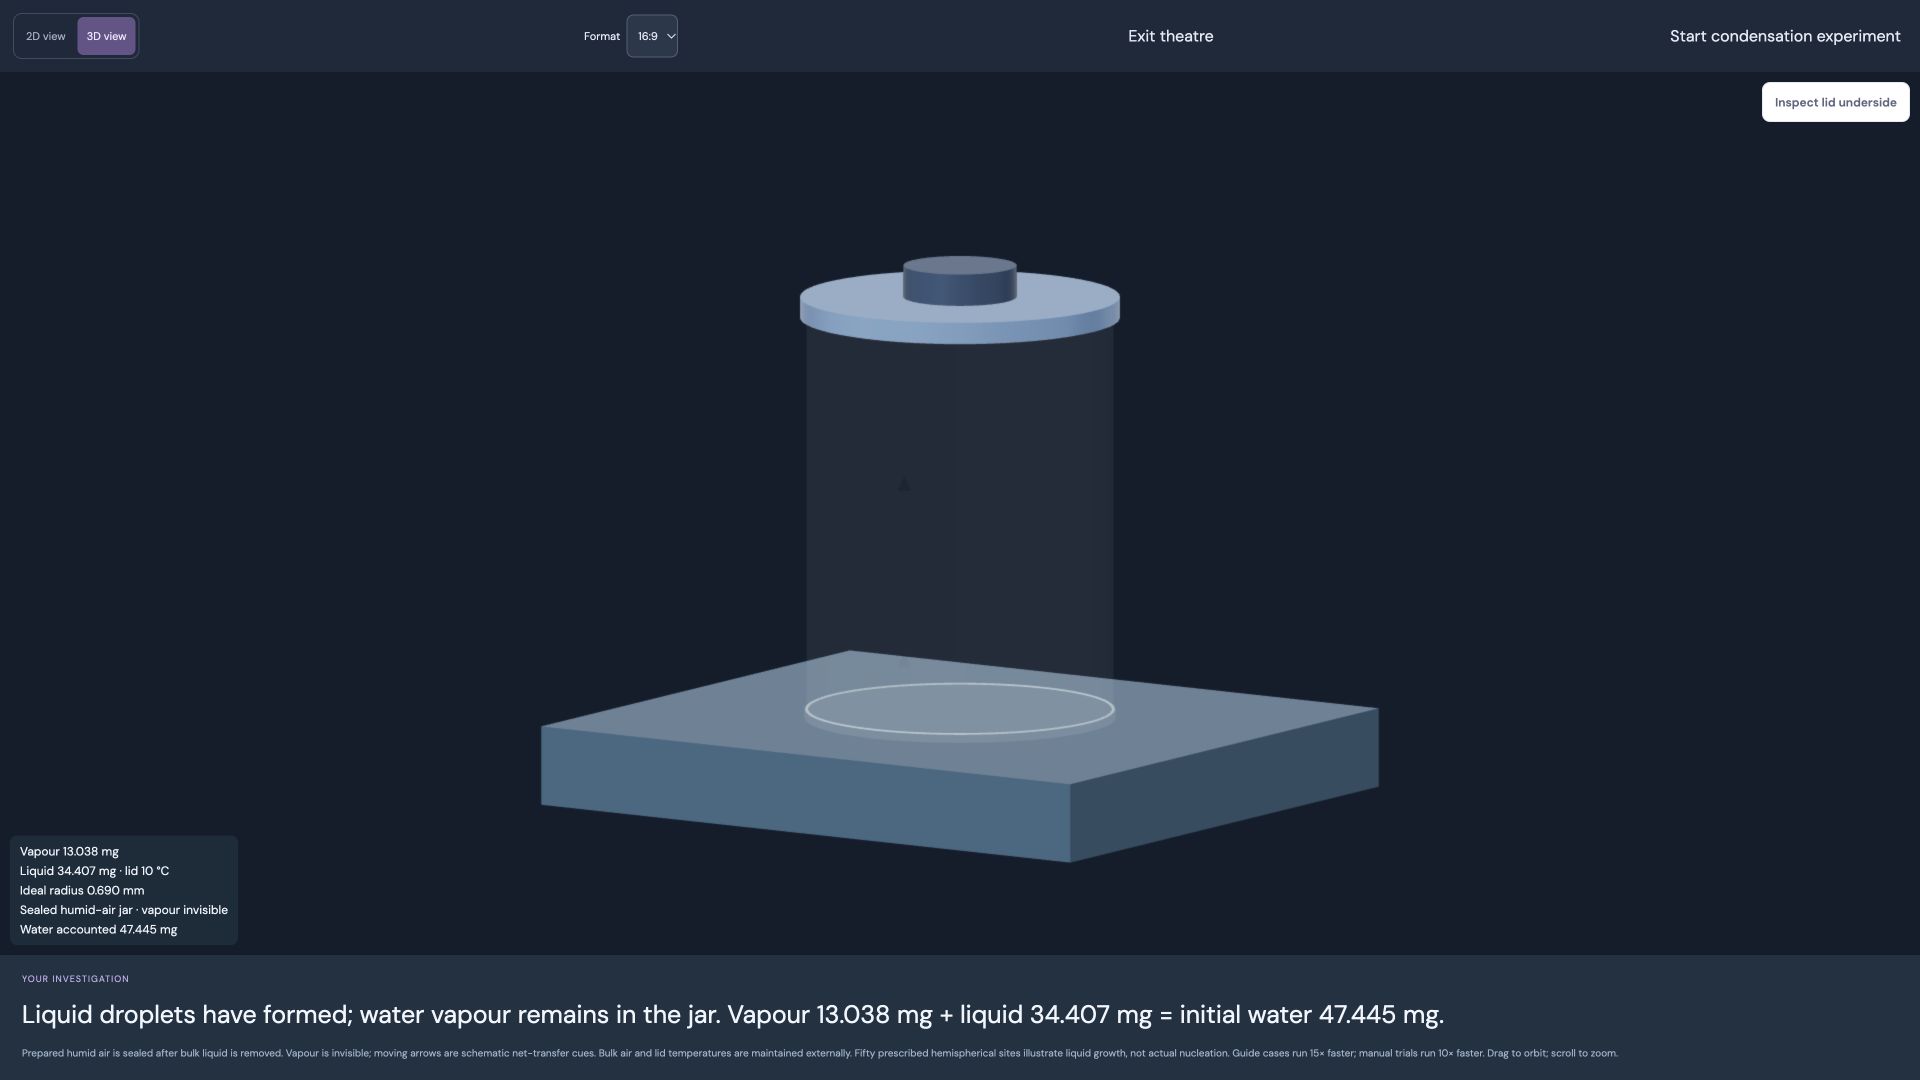 2D view
3D view
Format
16:9
Exit theatre
Start condensation experiment
Inspect lid underside
Vapour 13.038 mg
Liquid 34.407 mg · lid 10 °C
Ideal radius 0.690 mm
Sealed humid-air jar · vapour invisible
Water accounted 47.445 mg
YOUR INVESTIGATION
Liquid droplets have formed; water vapour remains in the jar. Vapour 13.038 mg + liquid 34.407 mg = initial water 47.445 mg.
Prepared humid air is sealed after bulk liquid is removed. Vapour is invisible; moving arrows are schematic net-transfer cues. Bulk air and lid temperatures are maintained externally. Fifty prescribed hemispherical sites illustrate liquid growth, not actual nucleation. Guide cases run 15× faster; manual trials run 10× faster. Drag to orbit; scroll to zoom.